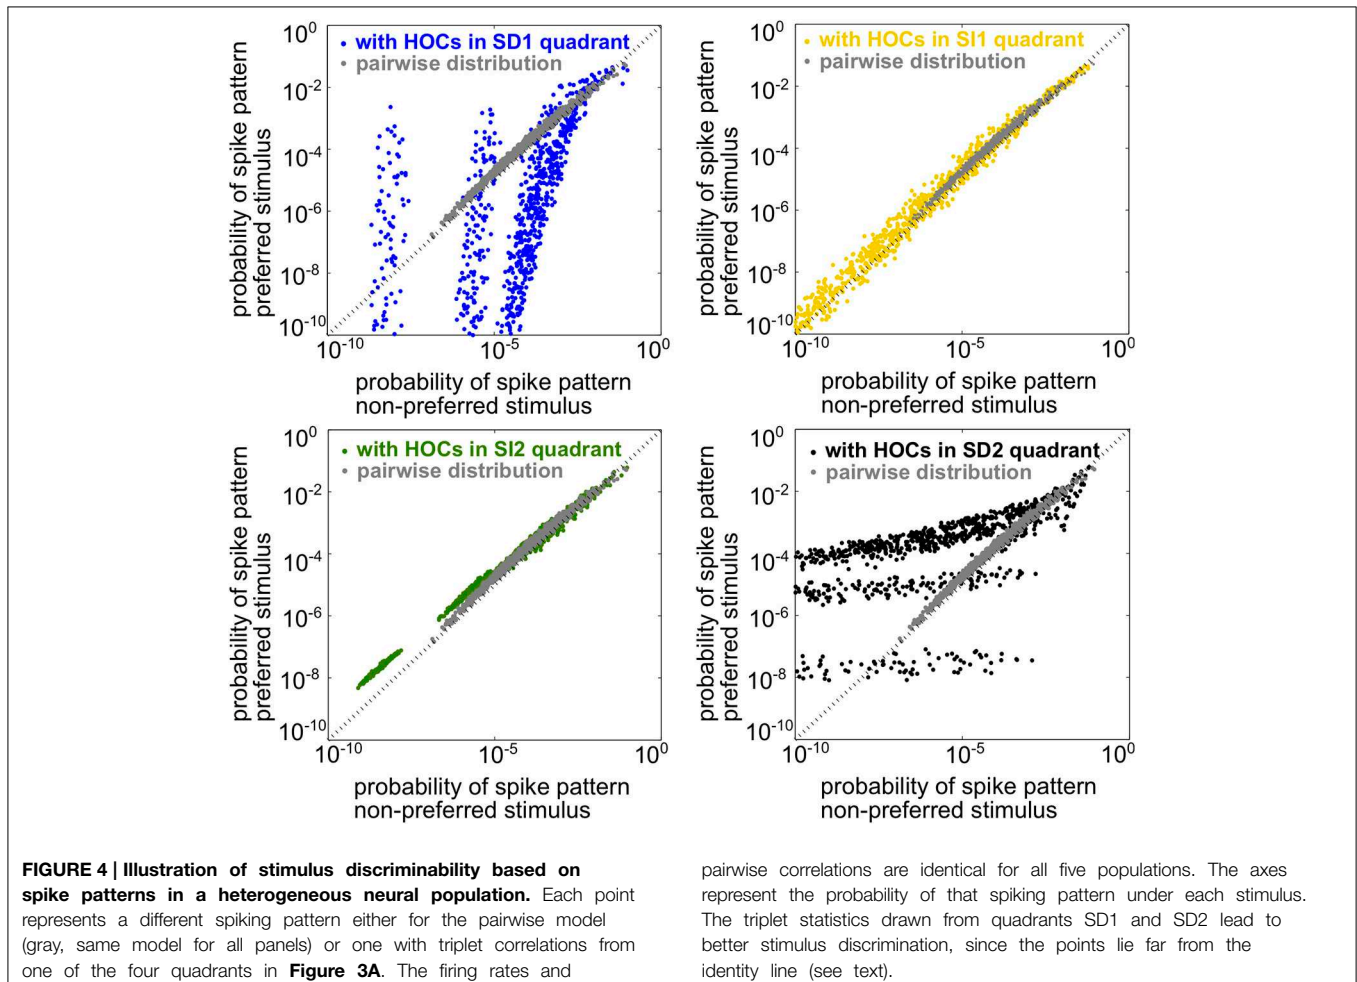 10^0
with HOCs in SD1 quadrant
pairwise distribution
10^-2
10^-4
10^-6
10^-8
10^-10
probability of spike pattern
preferred stimulus
10^-10
10^-5
10^0
probability of spike pattern
non-preferred stimulus
10^0
with HOCs in SI1 quadrant
pairwise distribution
10^-2
10^-4
10^-6
10^-8
10^-10
probability of spike pattern
preferred stimulus
10^-10
10^-5
10^0
probability of spike pattern
non-preferred stimulus
10^0
with HOCs in SI2 quadrant
pairwise distribution
10^-2
10^-4
10^-6
10^-8
10^-10
probability of spike pattern
preferred stimulus
10^-10
10^-5
10^0
probability of spike pattern
non-preferred stimulus
10^0
with HOCs in SD2 quadrant
pairwise distribution
10^-2
10^-4
10^-6
10^-8
10^-10
probability of spike pattern
preferred stimulus
10^-10
10^-5
10^0
probability of spike pattern
non-preferred stimulus
FIGURE 4 | Illustration of stimulus discriminability based on
spike patterns in a heterogeneous neural population. Each point
represents a different spiking pattern either for the pairwise model
(gray, same model for all panels) or one with triplet correlations from
one of the four quadrants in Figure 3A. The firing rates and
pairwise correlations are identical for all five populations. The axes
represent the probability of that spiking pattern under each stimulus.
The triplet statistics drawn from quadrants SD1 and SD2 lead to
better stimulus discrimination, since the points lie far from the
identity line (see text).